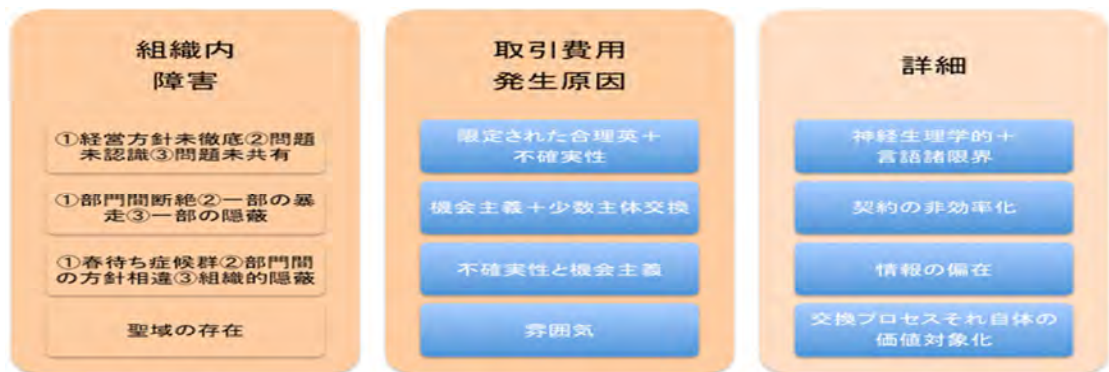 組織内
障害
①経営方針未徹底②問題
未認識③問題未共有
①部門間断絶②一部の暴
走③一部の隠蔽
①春待ち症候群②部門間
の方針相違③組織的隠蔽
聖域の存在
取引費用
発生原因
限定された合理英＋
不確実性
機会主義＋少数主体交換
不確実性と機会主義
雰囲気
詳細
神経生理学的＋
言語諸限界
契約の非効率化
情報の偏在
交換プロセスそれ自体の
価値対象化